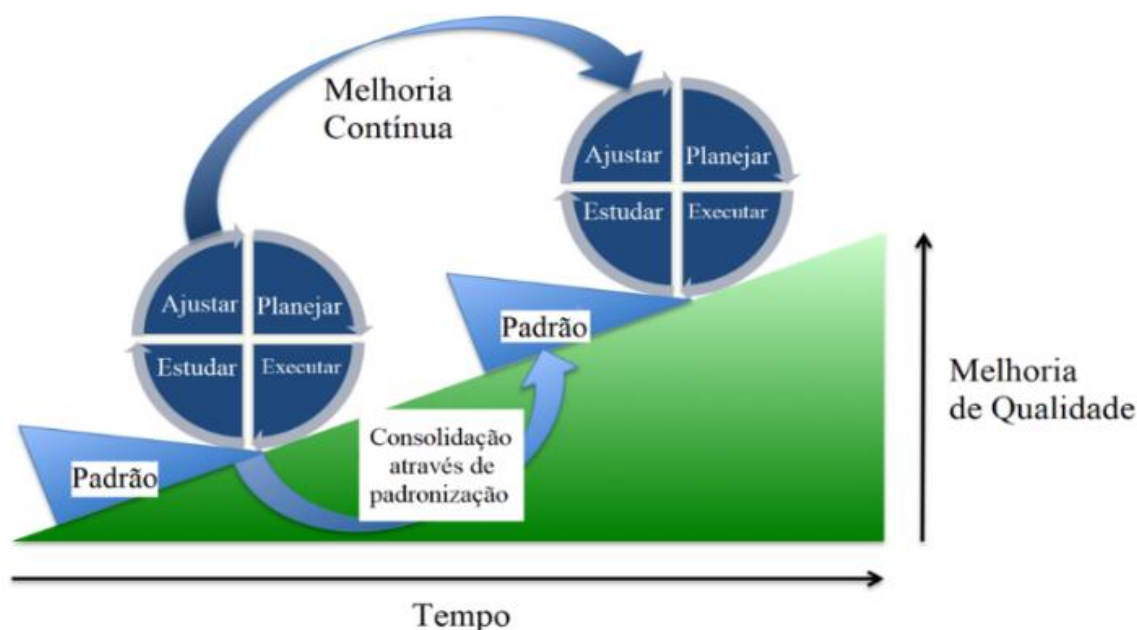 Melhoria
Contínua
Ajustar Planejar
Estudar Executar
Ajustar Planejar
Estudar Executar
Padrão
Padrão
Consolidação
através de
padronização
Melhoria
de Qualidade
Tempo